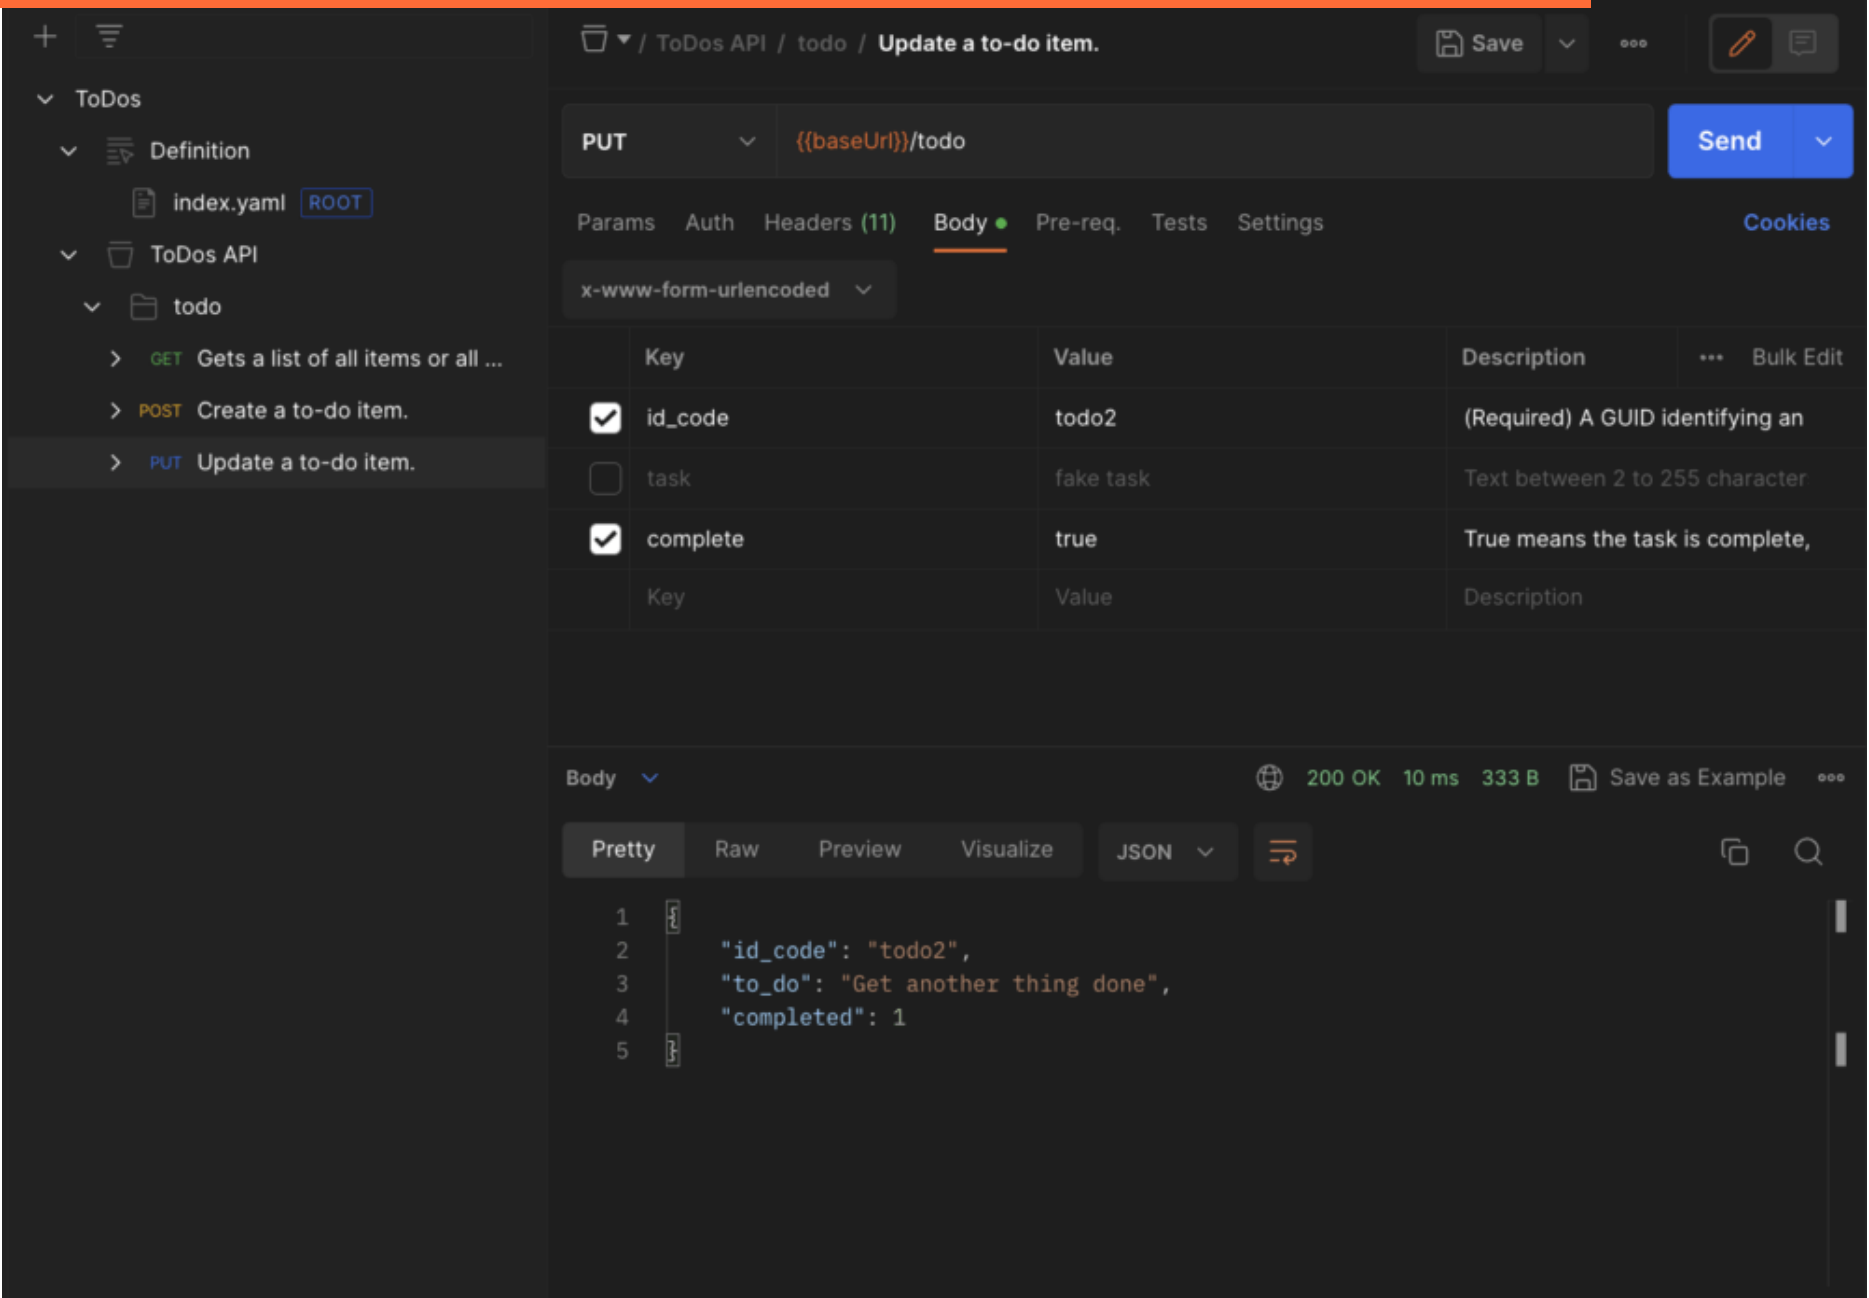 ToDos
Definition
index.yaml ROOT
ToDos API
todo
GET Gets a list of all items or all ...
POST Create a to-do item.
PUT Update a to-do item.
/ ToDos API / todo / Update a to-do item.
Save
PUT {{baseUrl}}/todo Send
Params Auth Headers (11) Body Pre-req. Tests Settings Cookies
x-www-form-urlencoded
Key Value Description ... Bulk Edit
id_code todo2 (Required) A GUID identifying an
task fake task Text between 2 to 255 character
complete true True means the task is complete,
Key Value Description
Body 200 OK 10 ms 333 B Save as Example
Pretty Raw Preview Visualize JSON
1 {
2 "id_code": "todo2",
3 "to_do": "Get another thing done",
4 "completed": 1
5 }